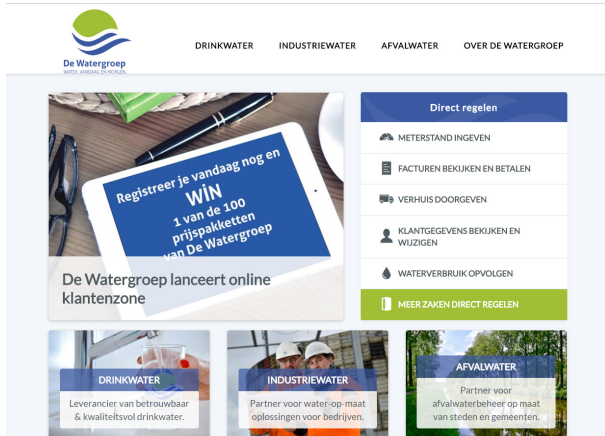 De Watergroep
WATER. VANDAAG EN MORGEN.
DRINKWATER
INDUSTRIEWATER
AFVALWATER
OVER DE WATERGROEP
Registreer je vandaag nog en
WIN
1 van de 100
prijspakketten
van De Watergroep
De Watergroep lanceert online
klantenzone
Direct regelen
METERSTAND INGEVEN
FACTUREN BEKIJKEN EN BETALEN
VERHUIS DOORGEVEN
KLANTGEGEVENS BEKIJKEN EN
WIJZIGEN
WATERVERBRUIK OPVOLGEN
MEER ZAKEN DIRECT REGELEN
DRINKWATER
Leverancier van betrouwbaar
& kwaliteitsvol drinkwater.
INDUSTRIEWATER
Partner voor water-op-maat
oplossingen voor bedrijven.
AFVALWATER
Partner voor
afvalwaterbeheer op maat
van steden en gemeenten.